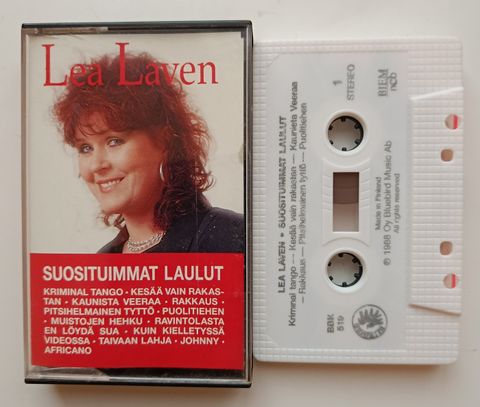 Lea Laven
SUOSITUIMMAT LAULUT
KRIMINAL TANGO · KESÄÄ VAIN RAKAS-
TAN · KAUNISTA VEERAA · RAKKAUS ·
PITSIHELMAINEN TYTTÖ · PUOLITIEHEN
· MUISTOJEN HEHKU · RAVINTOLASTA
EN LÖYDÄ SUA · KUIN KIELLETYSSÄ
VIDEOSSA · TAIVAAN LAHJA · JOHNNY ·
AFRICANO
1
STEREO
BIEM
ncb
LEA LAVEN • SUOSITUIMMAT LAULUT
Kriminal tango — Kesää vain rakastan — Kaunista Veeraa
— Rakkaus — Pitsihelmainen tyttö — Puolitiehen
Made in Finland
All rights reserved
℗ 1988 Oy Bluebird Music Ab
BBK
519